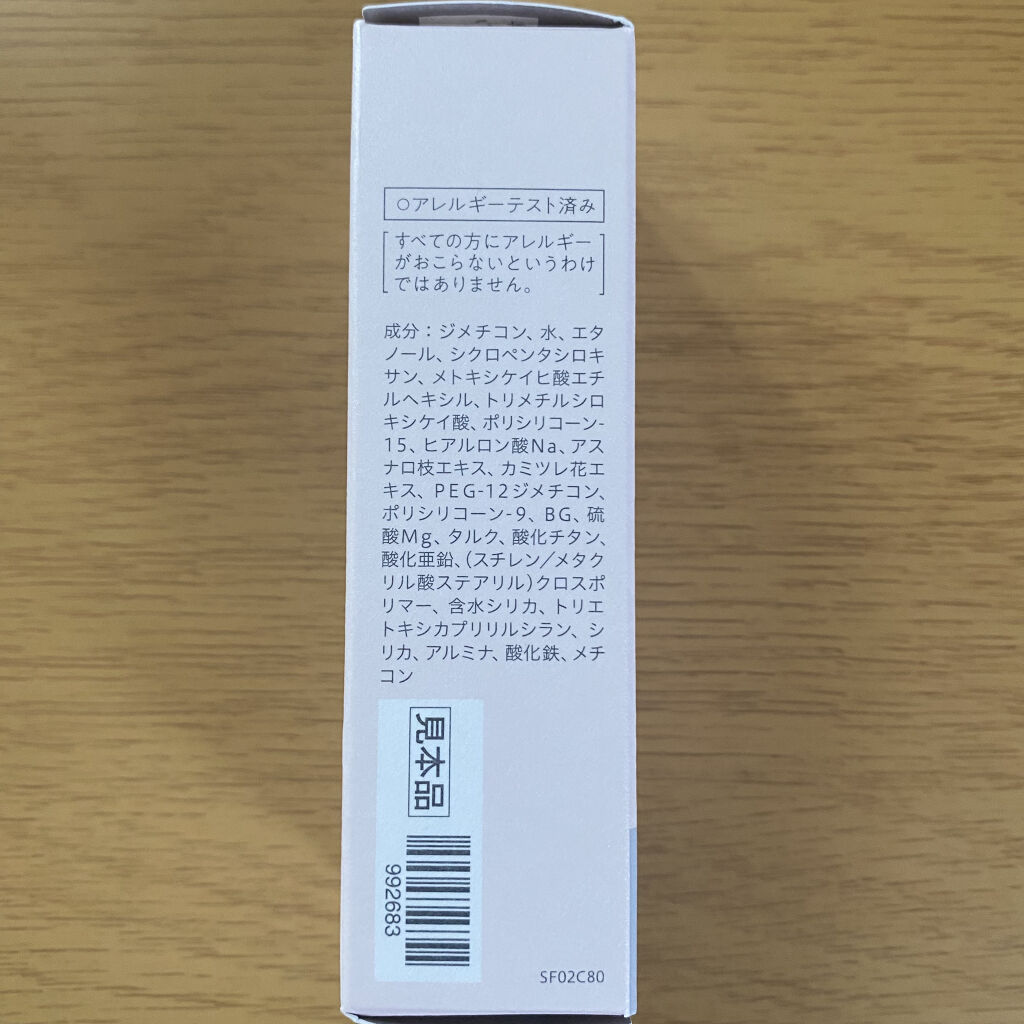 ○アレルギーテスト済み
すべての方にアレルギー
がおこらないというわけ
ではありません。
成分：ジメチコン、水、エタ
ノール、シクロペンタシロキ
サン、メトキシケイヒ酸エチ
ルヘキシル、トリメチルシロ
キシケイ酸、ポリシリコーン-
15、ヒアルロン酸Na、アス
ナロ枝エキス、カミツレ花エ
キス、PEG-12ジメチコン、
ポリシリコーン-9、BG、硫
酸Mg、タルク、酸化チタン、
酸化亜鉛、(スチレン／メタク
リル酸ステアリル)クロスポ
リマー、含水シリカ、トリエ
トキシカプリリルシラン、シ
リカ、アルミナ、酸化鉄、メチ
コン
見本品
992683
SF02C80